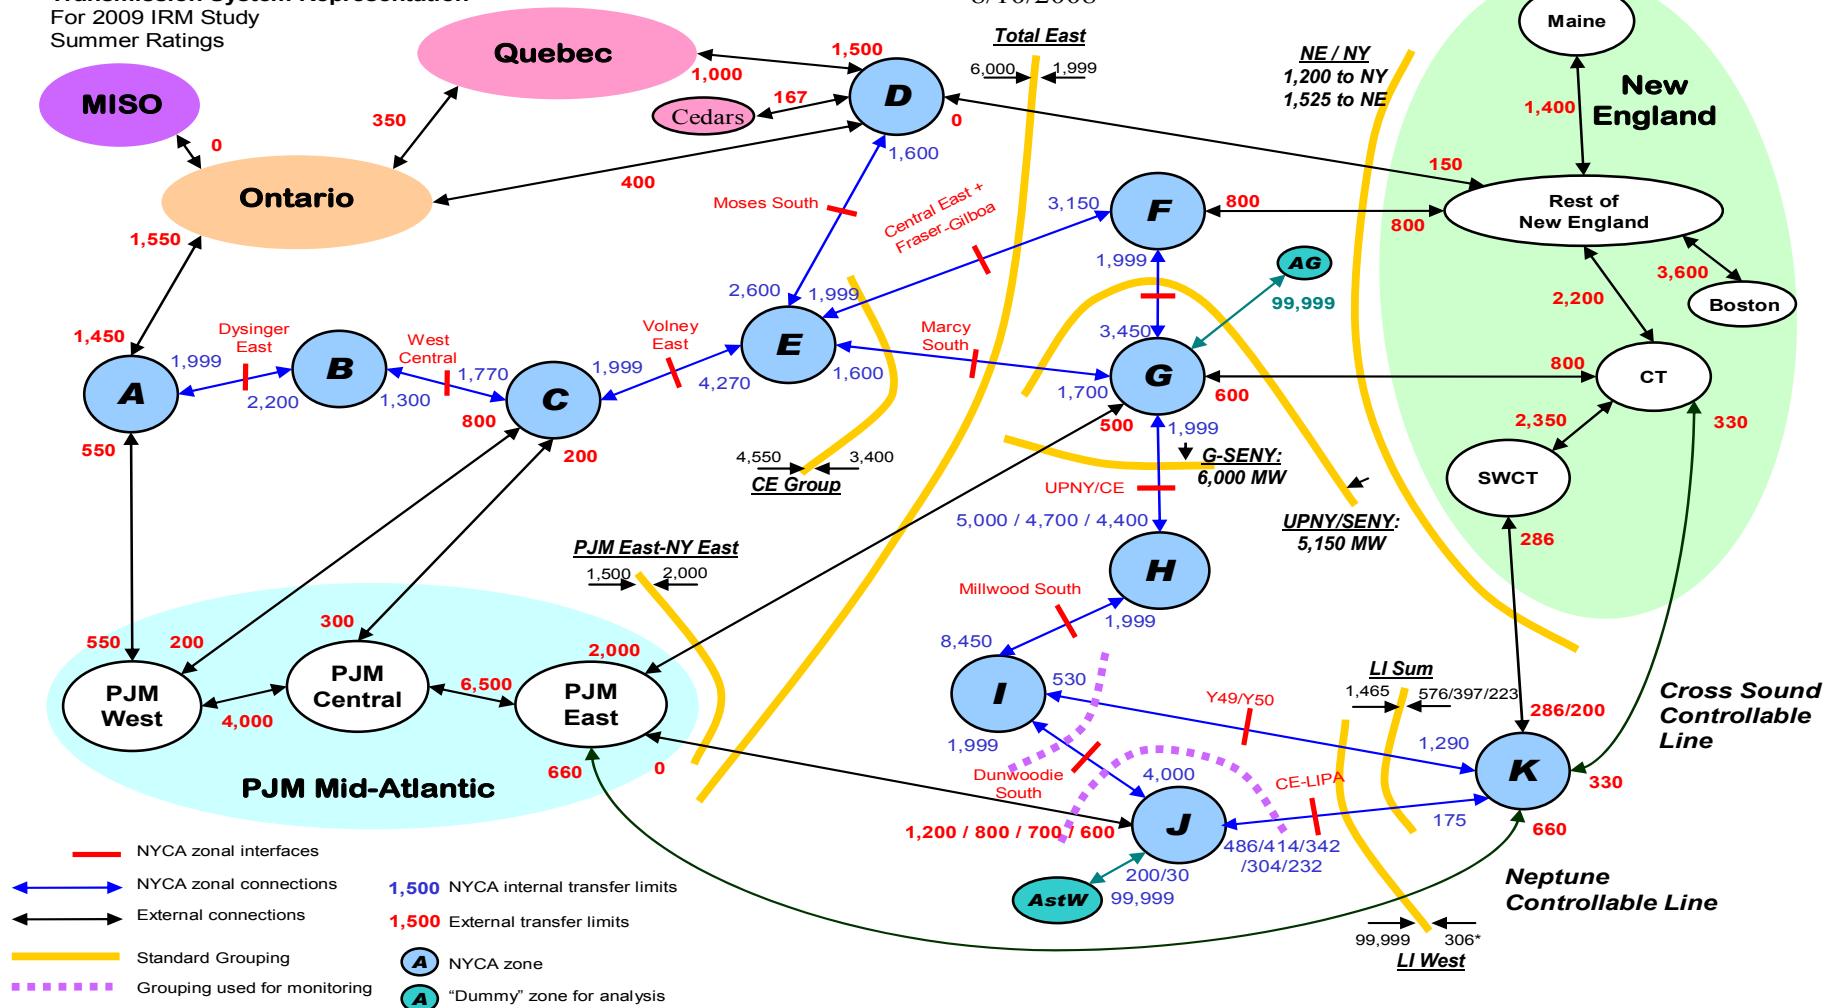 Transmission System Representation
For 2009 IRM Study
Summer Ratings
8/10/2008
Total East
6,000
1,999
NE / NY
1,200 to NY
1,525 to NE
Maine
New
England
1,400
Quebec
1,500
1,000
MISO
Cedars
167
D
0
350
0
Ontario
400
1,600
150
Rest of
New England
Moses South
Central East +
Fraser-Gilboa
3,150
F
800
800
1,550
1,999
AG
99,999
3,600
Boston
2,200
2,600
1,999
1,450
Dysinger
East
West
Central
Volney
East
E
Marcy
South
3,450
A
1,999
B
1,770
C
1,999
G
800
CT
2,200
1,300
4,270
1,600
1,700
600
550
800
200
500
1,999
2,350
330
4,550
3,400
CE Group
G-SENY:
6,000 MW
SWCT
UPNY/CE
5,000 / 4,700 / 4,400
UPNY/SENY:
5,150 MW
286
PJM East-NY East
1,500
2,000
H
Millwood South
1,999
550
200
300
2,000
8,450
PJM
West
PJM
Central
PJM
East
4,000
6,500
I
530
Y49/Y50
LI Sum
1,465
576/397/223
286/200
Cross Sound
Controllable
Line
1,999
1,290
K
330
660
0
Dunwoodie
South
4,000
CE-LIPA
PJM Mid-Atlantic
1,200 / 800 / 700 / 600
J
486/414/342
/304/232
175
660
200/30
AstW
99,999
Neptune
Controllable Line
99,999
306*
LI West
NYCA zonal interfaces
NYCA zonal connections
1,500 NYCA internal transfer limits
External connections
1,500 External transfer limits
Standard Grouping
A NYCA zone
Grouping used for monitoring
A “Dummy” zone for analysis